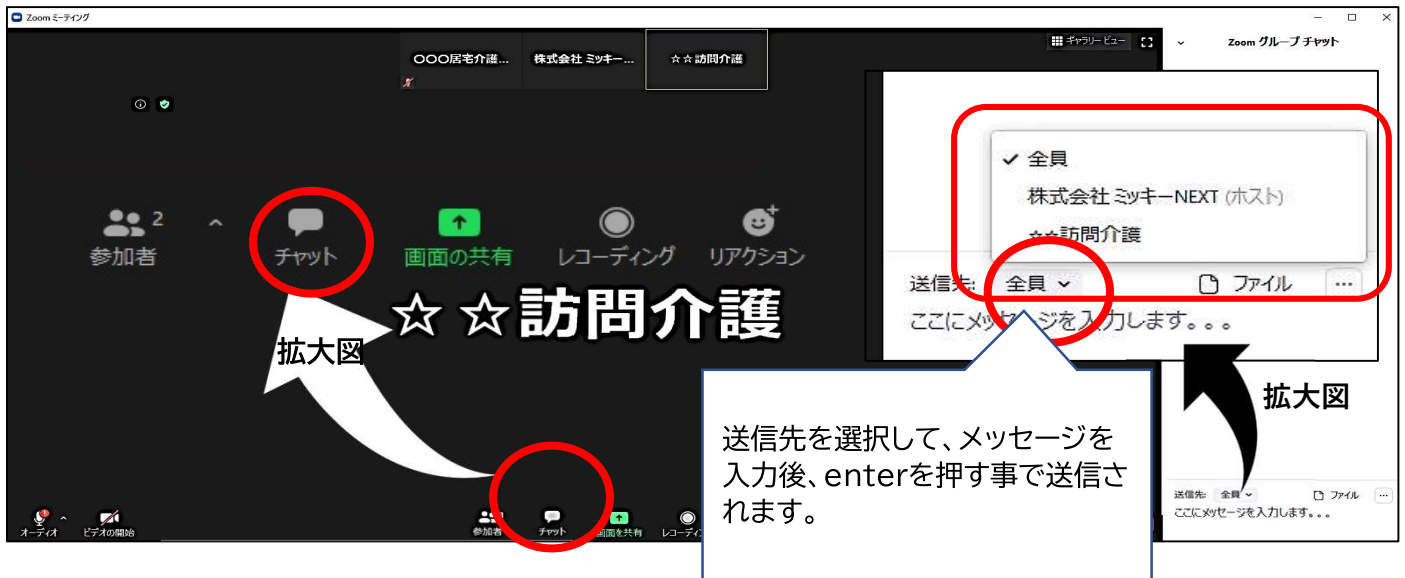 Zoom ミーティング
〇〇〇居宅介護...
株式会社 ミッキー...
☆☆訪問介護
ギャラリービュー
Zoom グループ チャット
✓ 全員
株式会社 ミッキーNEXT (ホスト)
☆☆訪問介護
2
参加者
チャット
画面の共有
レコーディング
リアクション
送信先: 全員
ファイル
...
ここにメッセージを入力します。。。
☆☆訪問介護
拡大図
拡大図
送信先を選択して、メッセージを
入力後、enterを押す事で送信さ
れます。
オーディオ
ビデオの開始
参加者
チャット
画面を共有
送信先: 全員
ファイル
...
ここにメッセージを入力します。。。